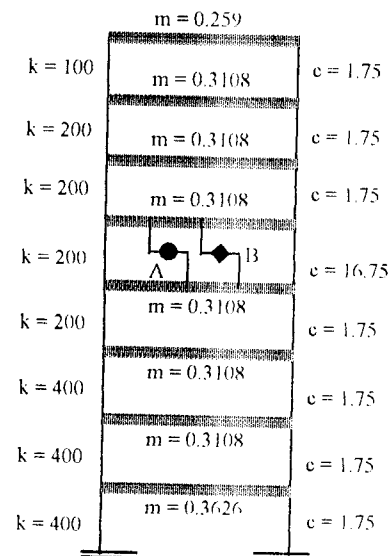 m = 0.259
k = 100
m = 0.3108
c = 1.75
k = 200
m = 0.3108
c = 1.75
k = 200
m = 0.3108
c = 1.75
k = 200
A
B
c = 16.75
m = 0.3108
k = 200
c = 1.75
m = 0.3108
k = 400
c = 1.75
m = 0.3108
k = 400
c = 1.75
m = 0.3626
k = 400
c = 1.75